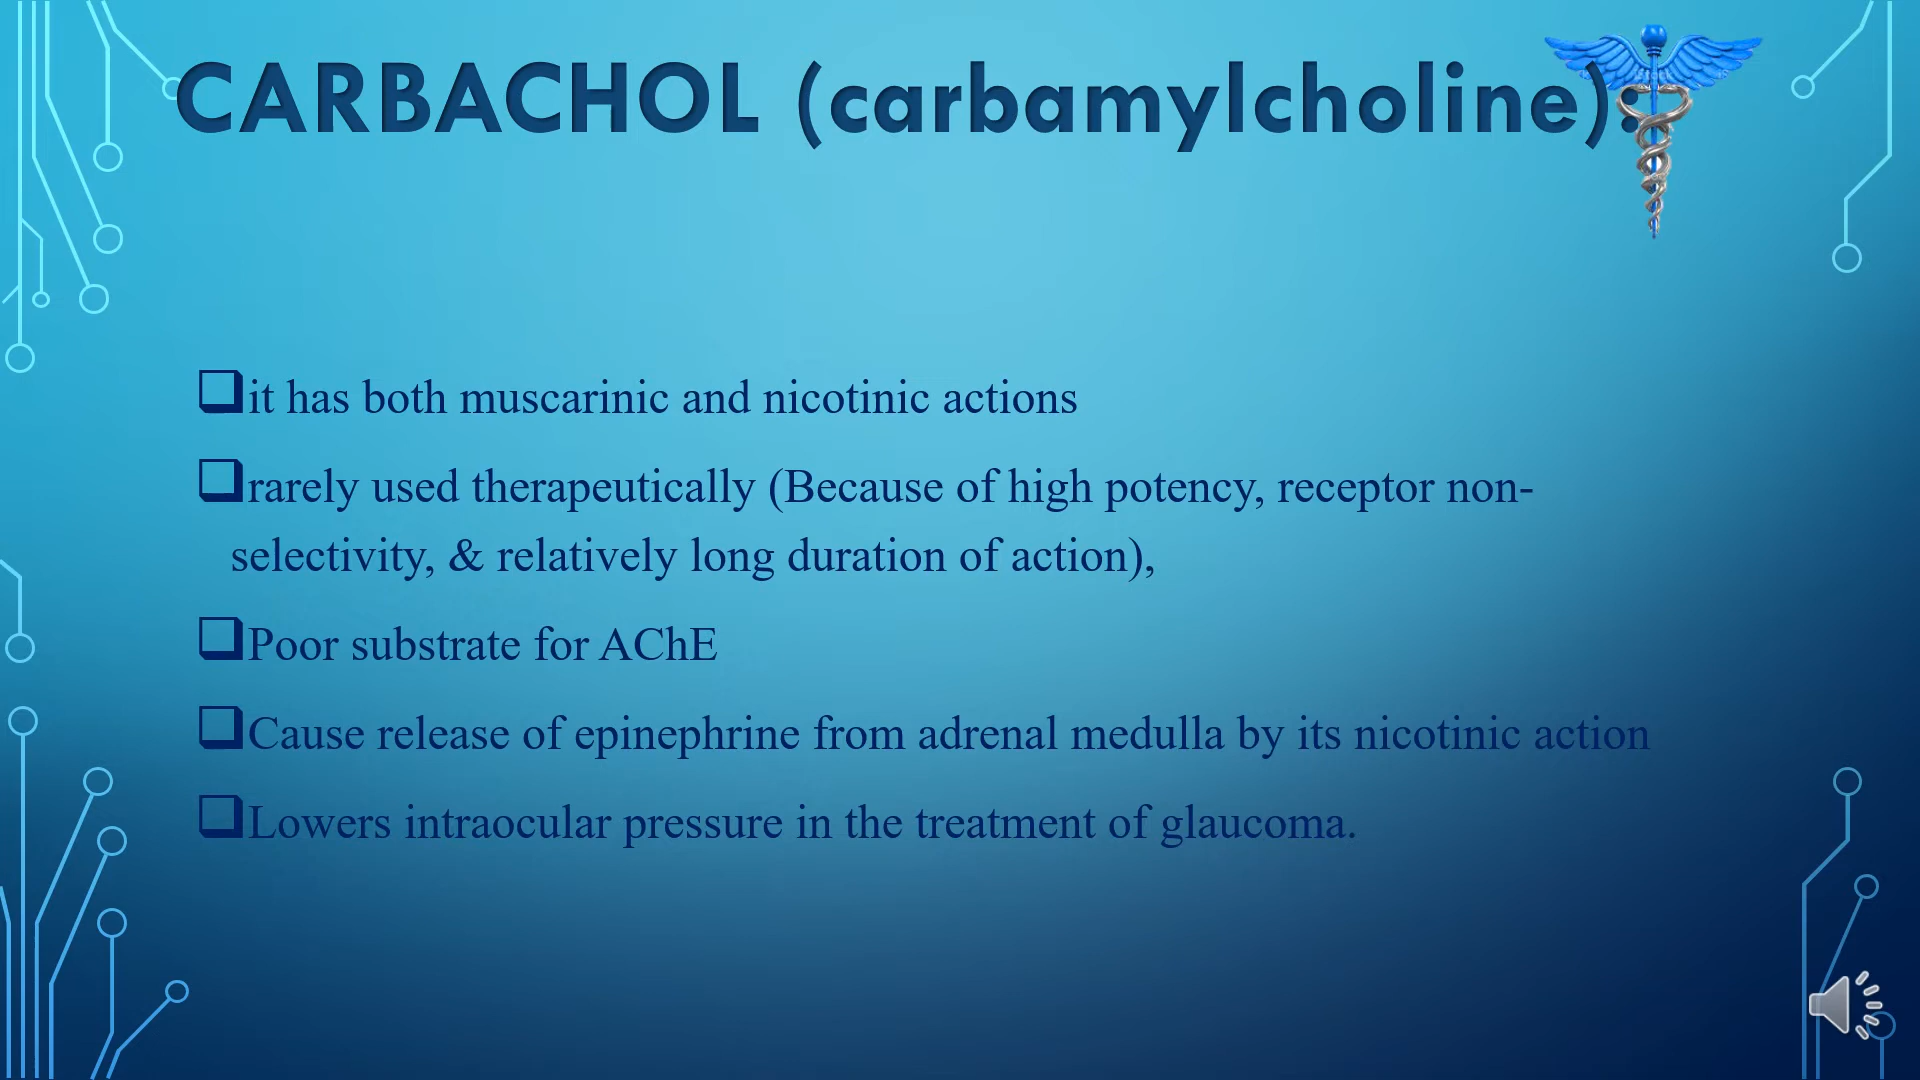 CARBACHOL (carbamylcholine):
it has both muscarinic and nicotinic actions
rarely used therapeutically (Because of high potency, receptor non-
selectivity, & relatively long duration of action),
Poor substrate for AChE
Cause release of epinephrine from adrenal medulla by its nicotinic action
Lowers intraocular pressure in the treatment of glaucoma.